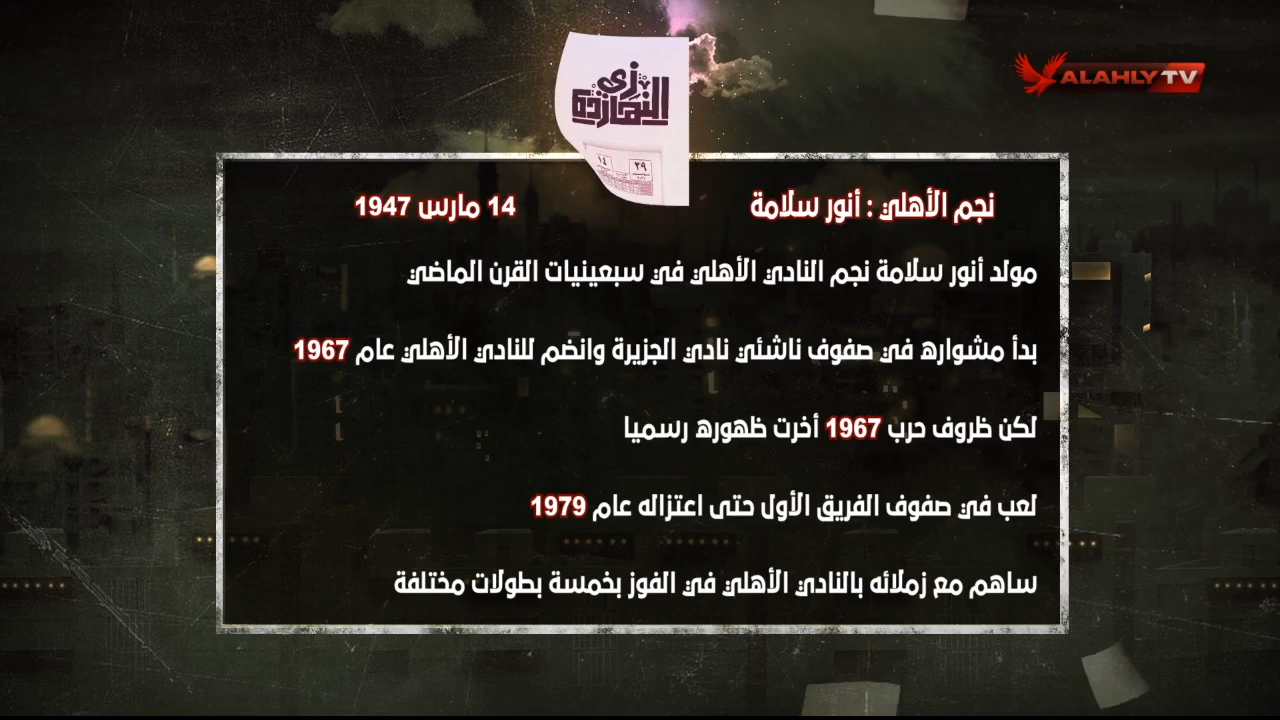 ALAHLY TV
زي
النهارده
١٤ ٢٩
نجم الأهلي : أنور سلامة 14 مارس 1947
مولد أنور سلامة نجم النادي الأهلي في سبعينيات القرن الماضي
بدأ مشواره في صفوف ناشئي نادي الجزيرة وانضم للنادي الأهلي عام 1967
لكن ظروف حرب 1967 أخرت ظهوره رسميا
لعب في صفوف الفريق الأول حتى اعتزاله عام 1979
ساهم مع زملائه بالنادي الأهلي في الفوز بخمسة بطولات مختلفة